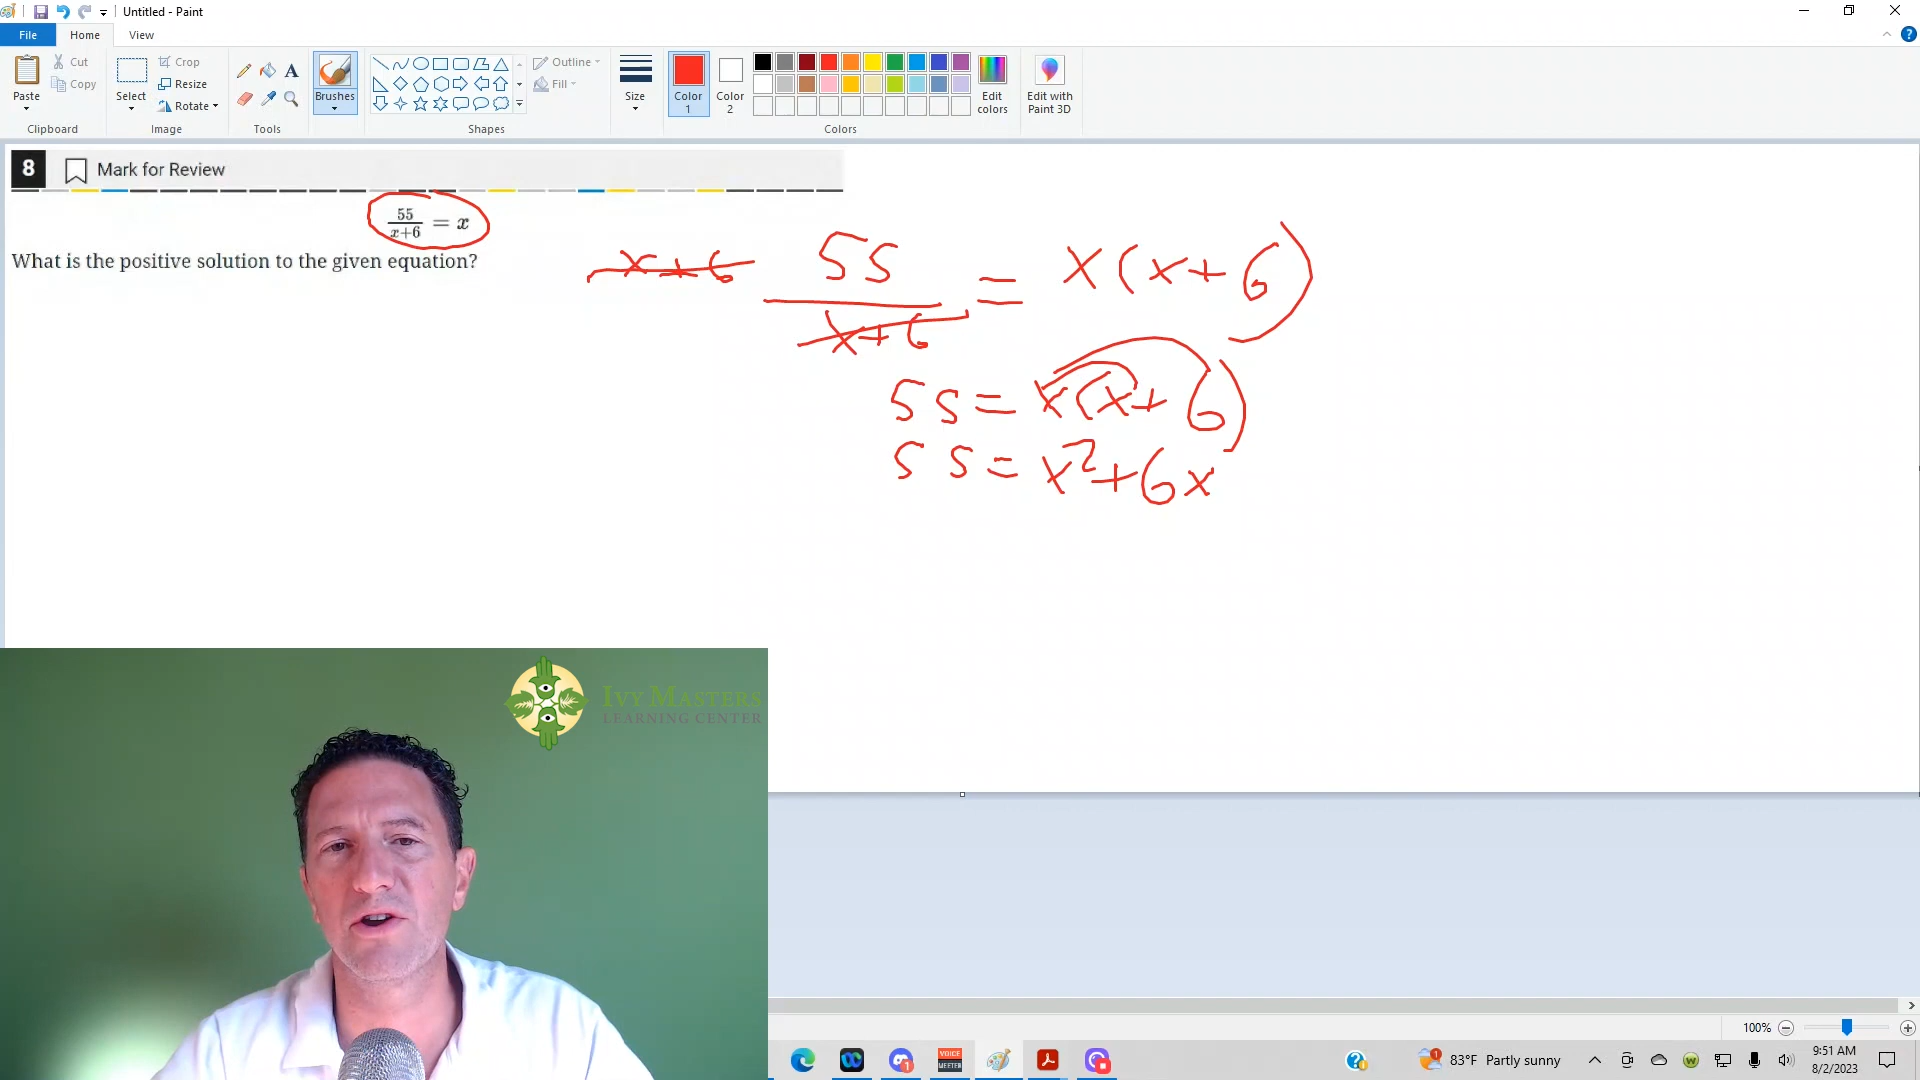 Untitled - Paint
File Home View
Paste
Cut
Copy
Clipboard
Select
Crop
Resize
Rotate
Image
A
Tools
Brushes
Outline
Fill
Shapes
Size
Color 1
Color 2
Edit colors
Colors
Edit with Paint 3D
8 Mark for Review
55
x+6
= x
What is the positive solution to the given equation?
x+6 55 = x(x+6)
x+6
55 = x(x+6)
55 = x²+6x
IVY MASTERS
LEARNING CENTER
100%
VOICE MEETER
83°F Partly sunny
9:51 AM
8/2/2023